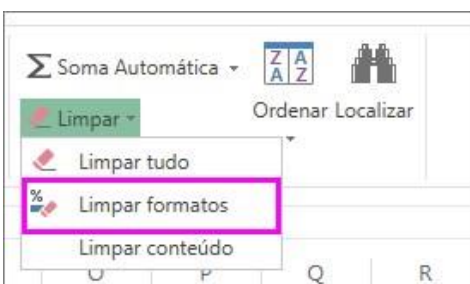 Σ Soma Automática
Z A
A Z
Limpar
Ordenar Localizar
Limpar tudo
% Limpar formatos
Limpar conteúdo
O P Q R